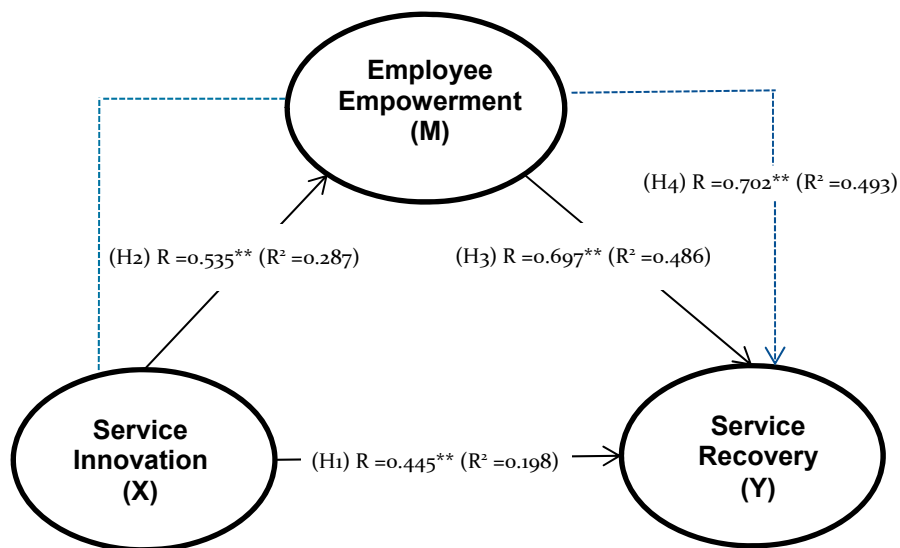 Employee
Empowerment
(M)
(H4) R =0.702** (R² =0.493)
(H2) R =0.535** (R² =0.287)
(H3) R =0.697** (R² =0.486)
Service
Innovation
(X)
(H1) R =0.445** (R² =0.198)
Service
Recovery
(Y)